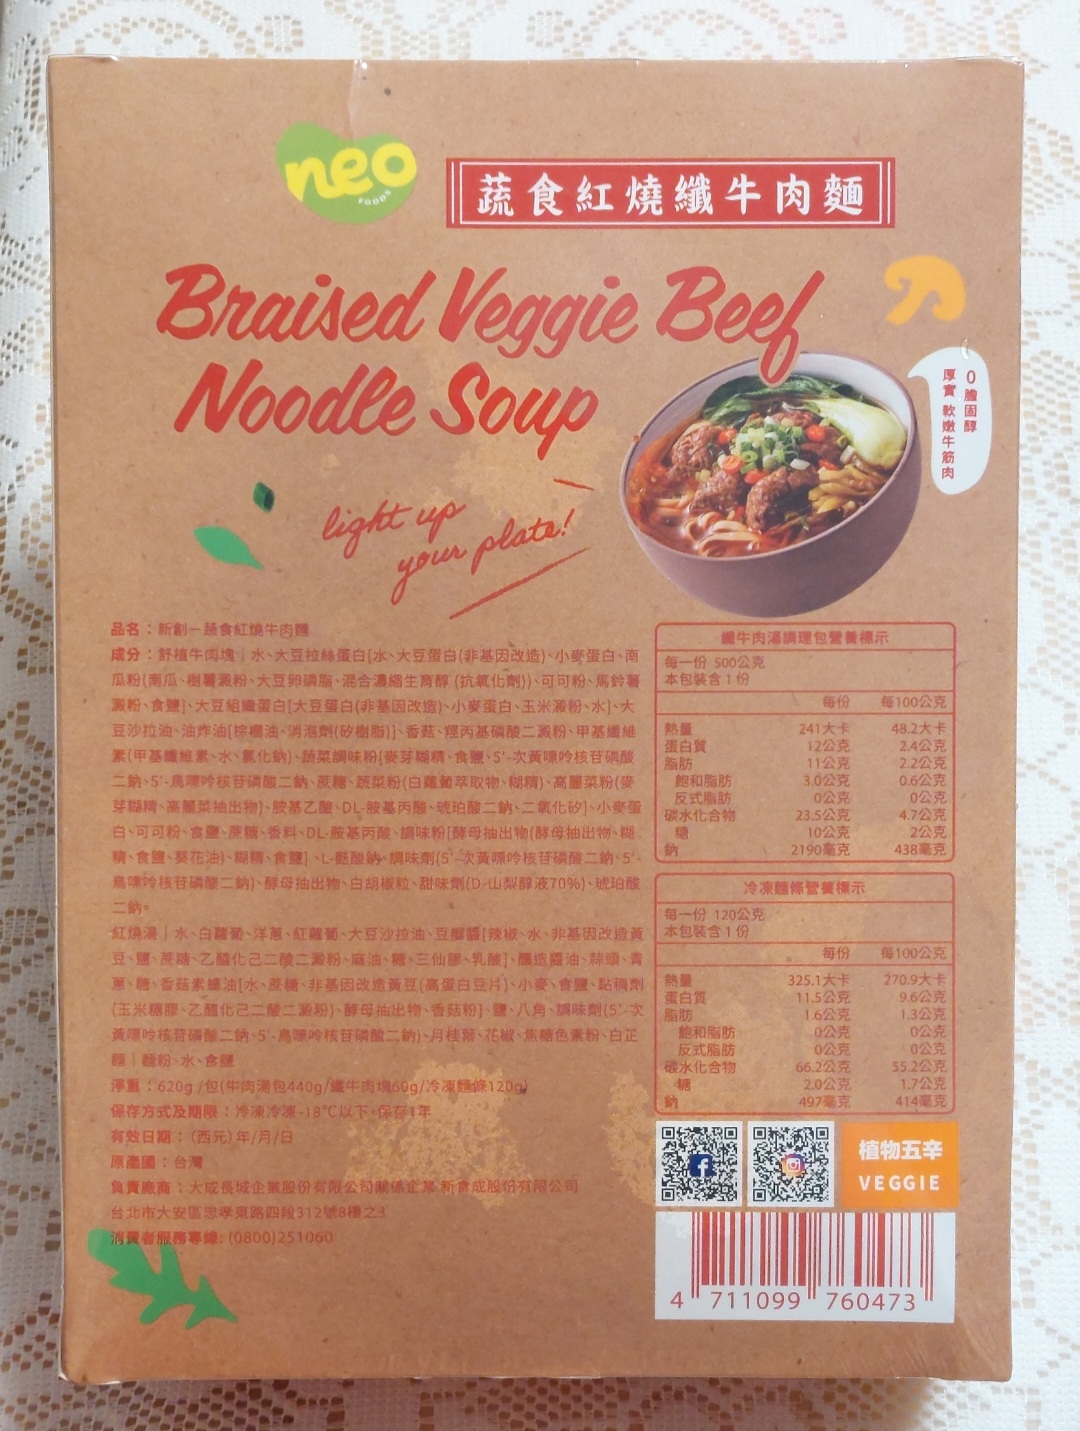 neo
FOODS
蔬食紅燒纖牛肉麵
Braised Veggie Beef
Noodle Soup
light up
your plate!
0膽固醇
厚實 軟嫩牛筋肉
品名：新創一蔬食紅燒牛肉麵
成分：舒植牛肉塊｜水、大豆拉絲蛋白[水、大豆蛋白(非基因改造)、小麥蛋白、南
瓜粉(南瓜、樹薯澱粉、大豆卵磷脂、混合濃縮生育醇 (抗氧化劑))、可可粉、馬鈴薯
澱粉、食鹽]、大豆組織蛋白[大豆蛋白(非基因改造)、小麥蛋白、玉米澱粉、水]、大
豆沙拉油、油炸油[棕櫚油、消泡劑(矽樹脂)]、香菇、羥丙基磷酸二澱粉、甲基纖維
素(甲基纖維素、水、氯化鈉)、蔬菜調味粉[麥芽糊精、食鹽、5'-次黃嘌呤核苷磷酸
二鈉、5'-鳥嘌呤核苷磷酸二鈉、蔗糖、蔬菜粉(白蘿蔔萃取物、糊精)、高麗菜粉(麥
芽糊精、高麗菜抽出物)、胺基乙酸、DL-胺基丙酸、琥珀酸二鈉、二氧化矽]、小麥蛋
白、可可粉、食鹽、蔗糖、香料、DL-胺基丙酸、調味粉[酵母抽出物(酵母抽出物、糊
精、食鹽、葵花油)、糊精、食鹽]、L-麩酸鈉、調味劑(5'-次黃嘌呤核苷磷酸二鈉、5'-
鳥嘌呤核苷磷酸二鈉)、酵母抽出物、白胡椒粒、甜味劑(D-山梨醇液70%)、琥珀酸
二鈉。
紅燒湯｜水、白蘿蔔、洋蔥、紅蘿蔔、大豆沙拉油、豆瓣醬[辣椒、水、非基因改造黃
豆、鹽、蔗糖、乙醯化己二酸二澱粉、麻油、糖、三仙膠、乳酸]、釀造醬油、蒜頭、青
蔥、糖、香菇素蠔油[水、蔗糖、非基因改造黃豆(高蛋白豆片)、小麥、食鹽、黏稠劑
(玉米糖膠、乙醯化己二酸二澱粉)、酵母抽出物、香菇粉]、鹽、八角、調味劑(5'-次
黃嘌呤核苷磷酸二鈉、5'-鳥嘌呤核苷磷酸二鈉)、月桂葉、花椒、焦糖色素粉、白芷
麵｜麵粉、水、食鹽
淨重：620g/包(牛肉湯包440g/纖牛肉塊60g/冷凍麵條120g)
保存方式及期限：冷凍冷凍-18°C以下，保存1年
有效日期：(西元)年/月/日
原產國：台灣
負責廠商：大成長城企業股份有限公司關係企業 新食成股份有限公司
台北市大安區忠孝東路四段312號8樓之3
消費者服務專線: (0800)251060
纖牛肉湯調理包營養標示
每一份 500公克
本包裝含1份
每份 每100公克
熱量 241大卡 48.2大卡
蛋白質 12公克 2.4公克
脂肪 11公克 2.2公克
飽和脂肪 3.0公克 0.6公克
反式脂肪 0公克 0公克
碳水化合物 23.5公克 4.7公克
糖 10公克 2公克
鈉 2190毫克 438毫克
冷凍麵條營養標示
每一份 120公克
本包裝含1份
每份 每100公克
熱量 325.1大卡 270.9大卡
蛋白質 11.5公克 9.6公克
脂肪 1.6公克 1.3公克
飽和脂肪 0公克 0公克
反式脂肪 0公克 0公克
碳水化合物 66.2公克 55.2公克
糖 2.0公克 1.7公克
鈉 497毫克 414毫克
植物五辛
VEGGIE
4 711099 760473